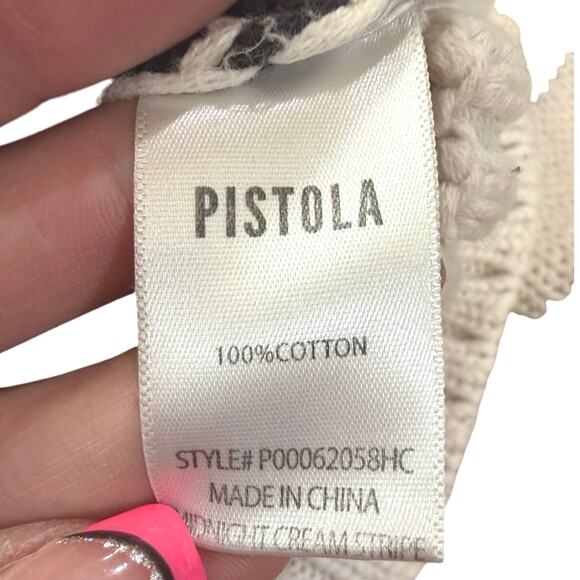 PISTOLA
100%COTTON
STYLE# P00062058HC
MADE IN CHINA
MIDNIGHT CREAM STRIPE